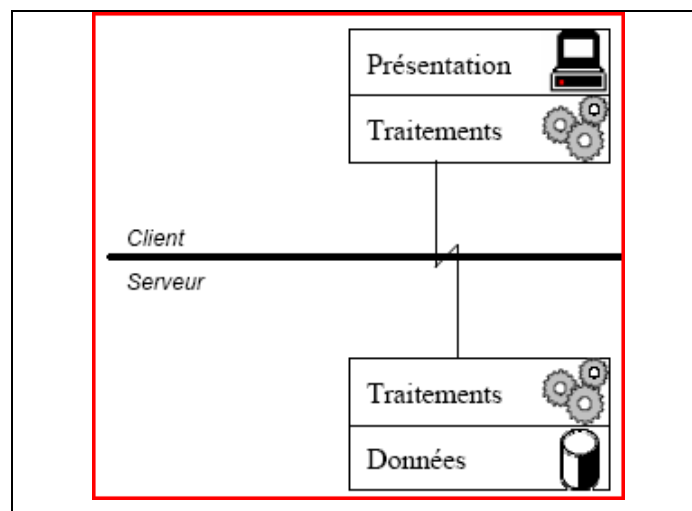 Présentation
Traitements
Client
Serveur
Traitements
Données